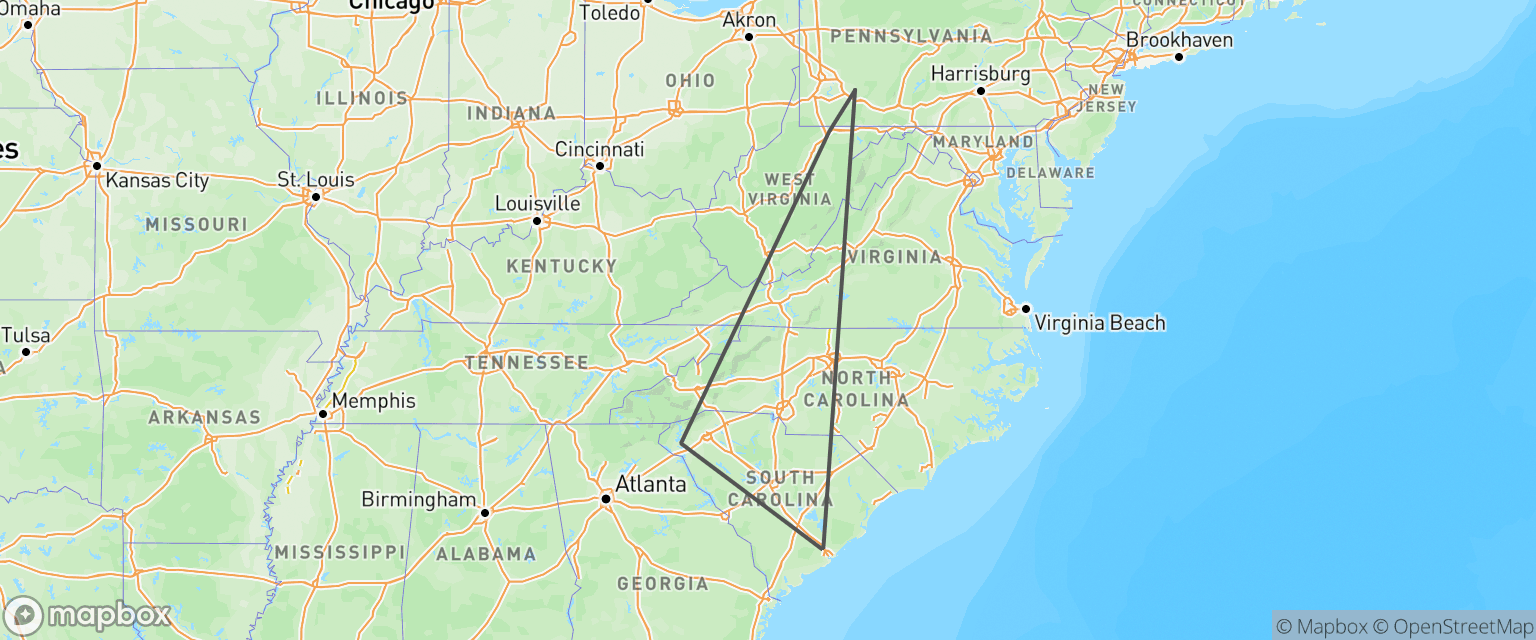 Omaha
Chicago
Toledo
Akron
PENNSYLVANIA
CONNECTICUT
Brookhaven
OHIO
Harrisburg
NEW
JERSEY
ILLINOIS
INDIANA
MARYLAND
es
Cincinnati
Kansas City
St. Louis
WEST
VIRGINIA
DELAWARE
Louisville
MISSOURI
KENTUCKY
VIRGINIA
Virginia Beach
Tulsa
TENNESSEE
A
NORTH
CAROLINA
Memphis
ARKANSAS
SOUTH
CAROLINA
Atlanta
Birmingham
MISSISSIPPI
ALABAMA
GEORGIA
mapbox
© Mapbox © OpenStreetMap